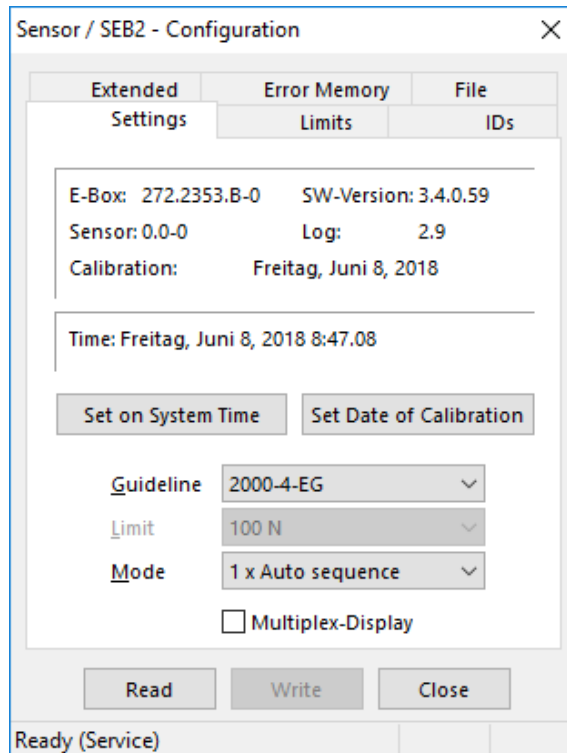 Sensor / SEB2 - Configuration
Extended Error Memory File
Settings Limits IDs
E-Box: 272.2353.B-0 SW-Version: 3.4.0.59
Sensor: 0.0-0 Log: 2.9
Calibration: Freitag, Juni 8, 2018
Time: Freitag, Juni 8, 2018 8:47.08
Set on System Time Set Date of Calibration
Guideline 2000-4-EG
Limit 100 N
Mode 1 x Auto sequence
Multiplex-Display
Read Write Close
Ready (Service)